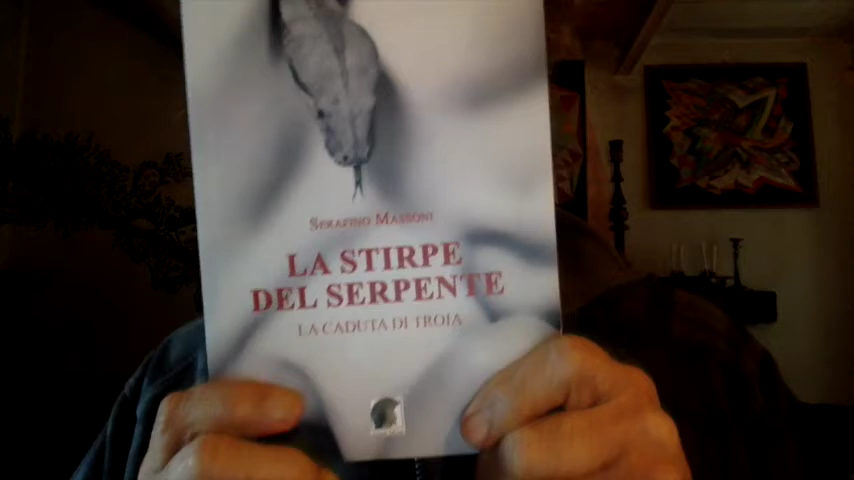 SERAFINO MASSONI
LA STIRPE
DEL SERPENTE
LA CADUTA DI TROIA